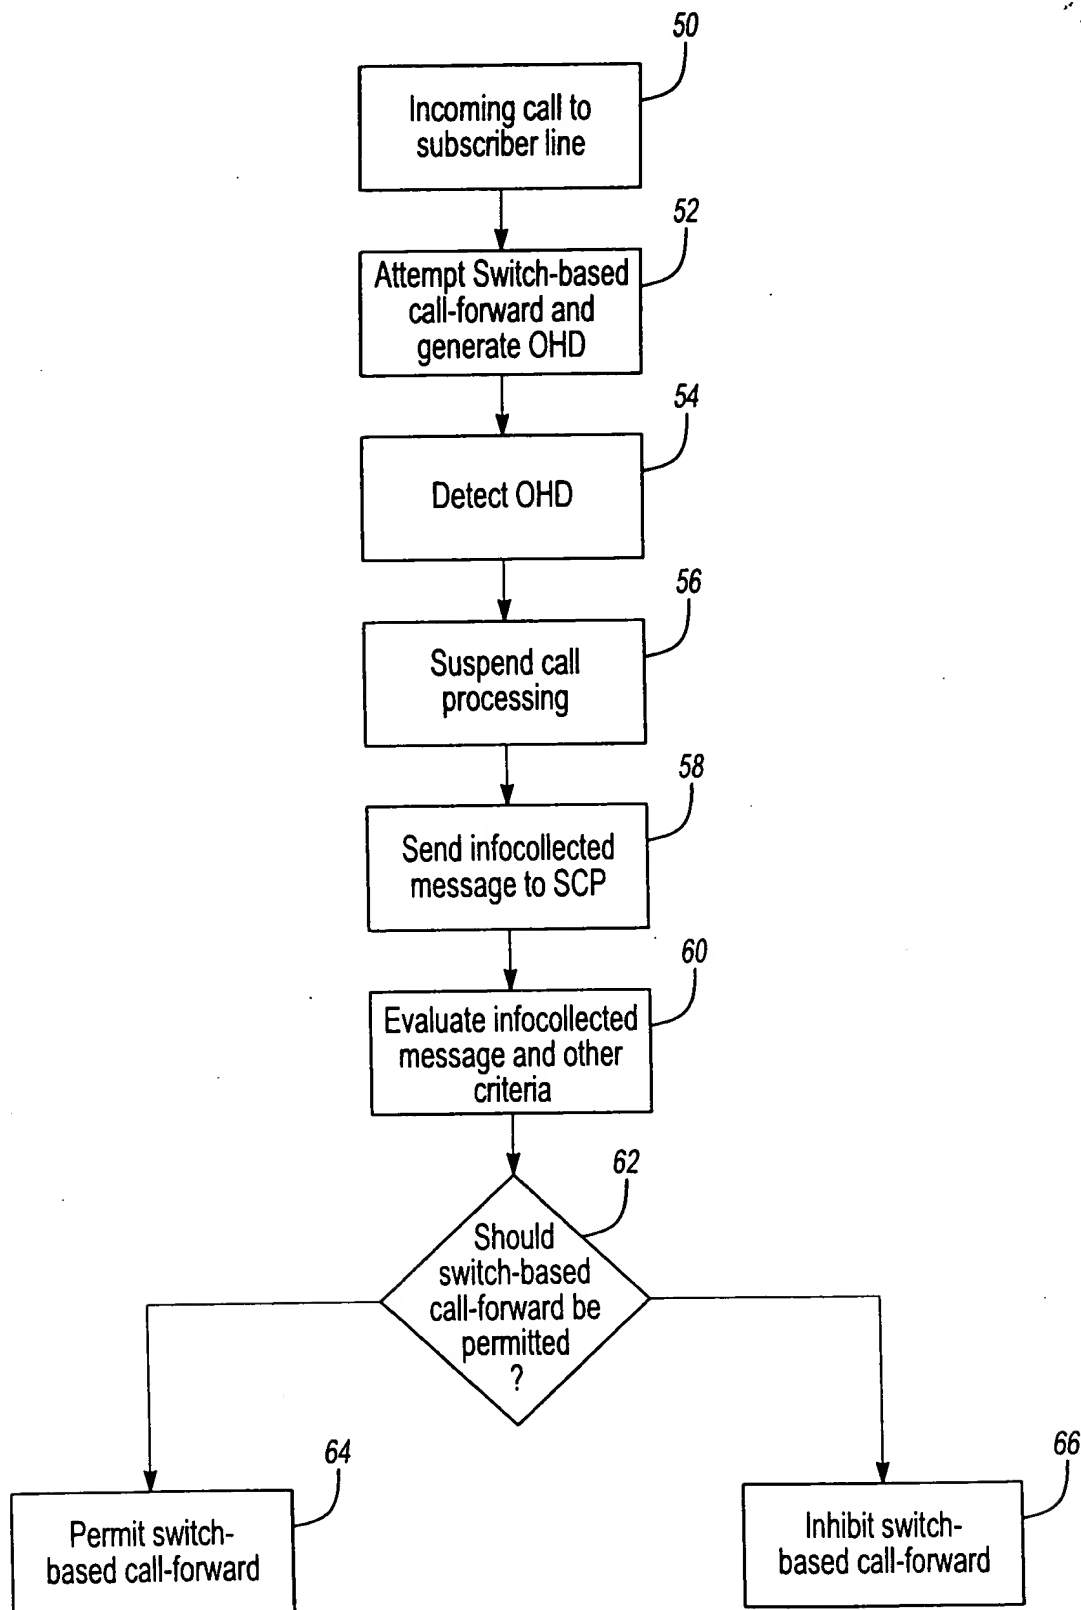 50
Incoming call to
subscriber line
52
Attempt Switch-based
call-forward and
generate OHD
54
Detect OHD
56
Suspend call
processing
58
Send infocollected
message to SCP
60
Evaluate infocollected
message and other
criteria
62
Should
switch-based
call-forward be
permitted
?
64
Permit switch-
based call-forward
66
Inhibit switch-
based call-forward